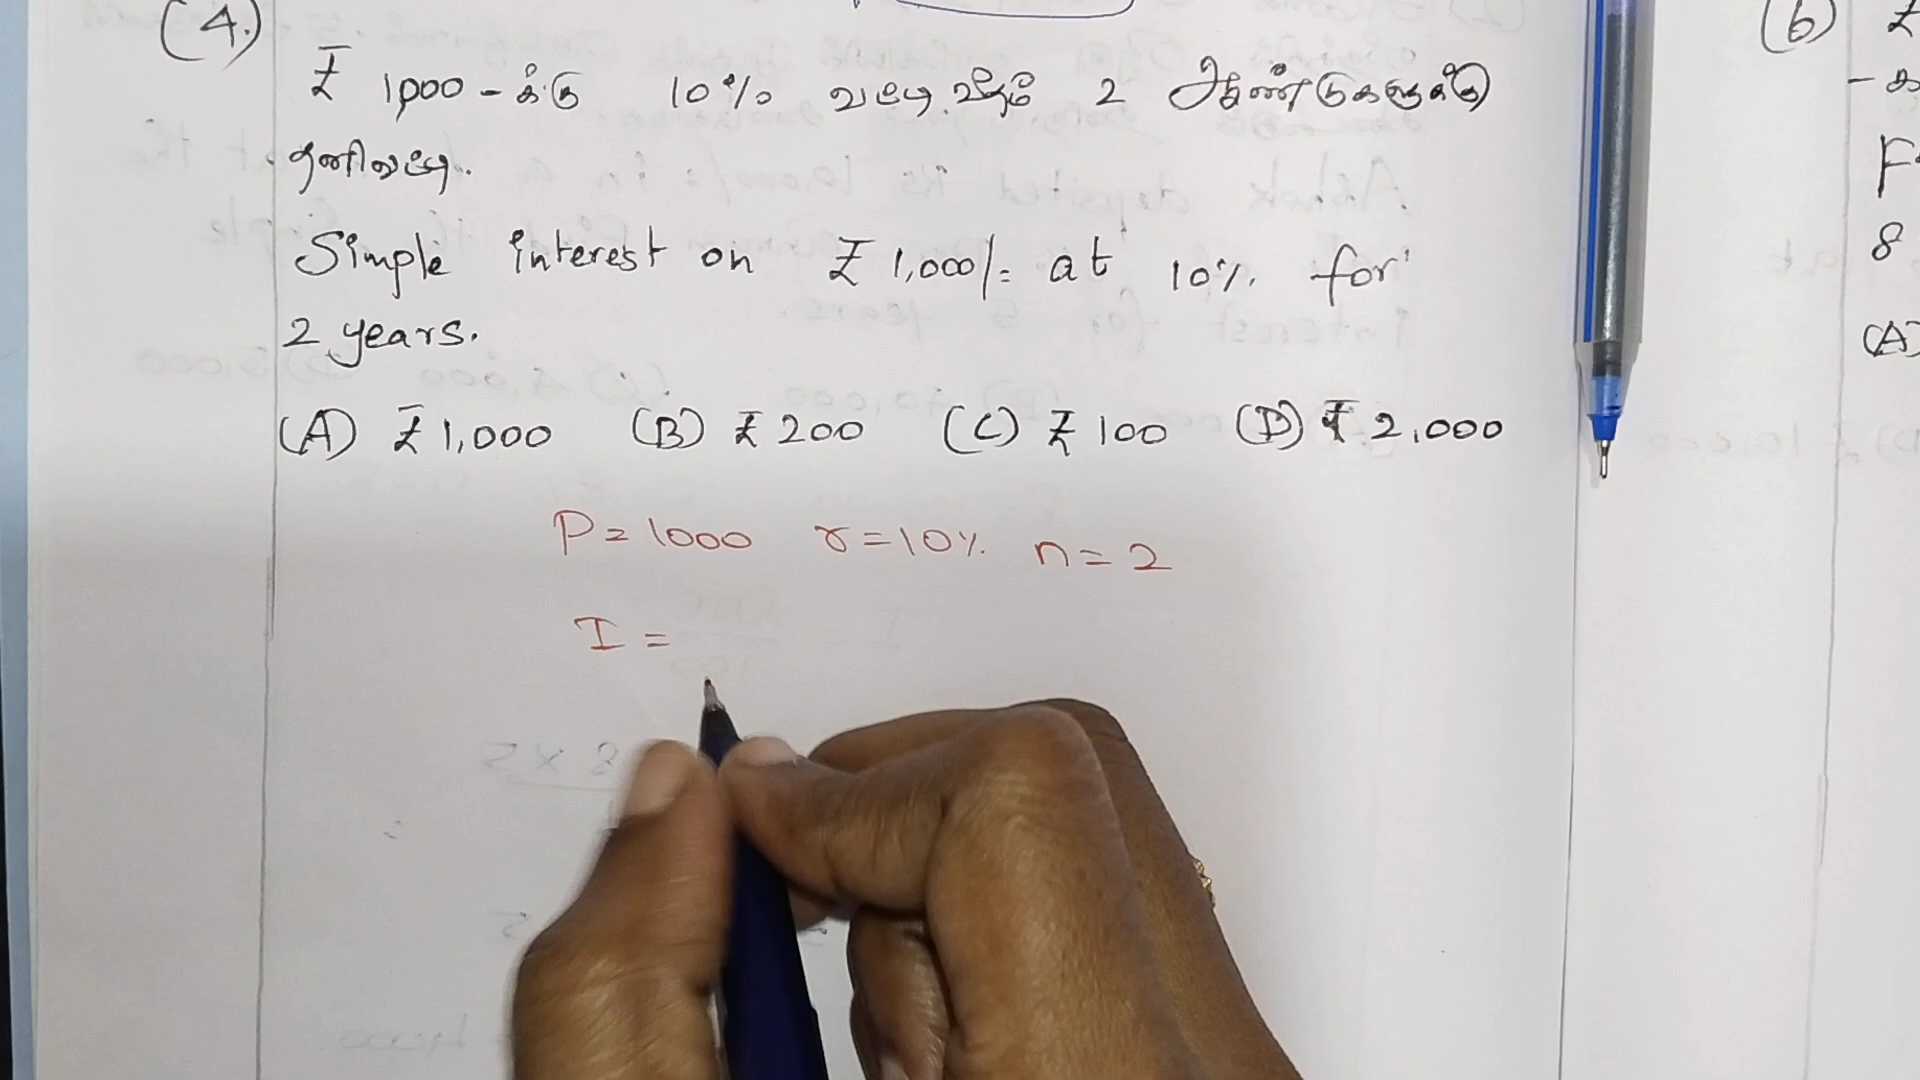 (4.)
₹ 1000 - க்கு 10% வட்டி வீதம் 2 ஆண்டுகளுக்கு
தனிவட்டி.
Simple interest on ₹ 1,000/= at 10% for
2 years.
(A) ₹ 1,000 (B) ₹ 200 (C) ₹ 100 (D) ₹ 2,000
P = 1000 r = 10% n = 2
I =
(6) ₹
8
(A)